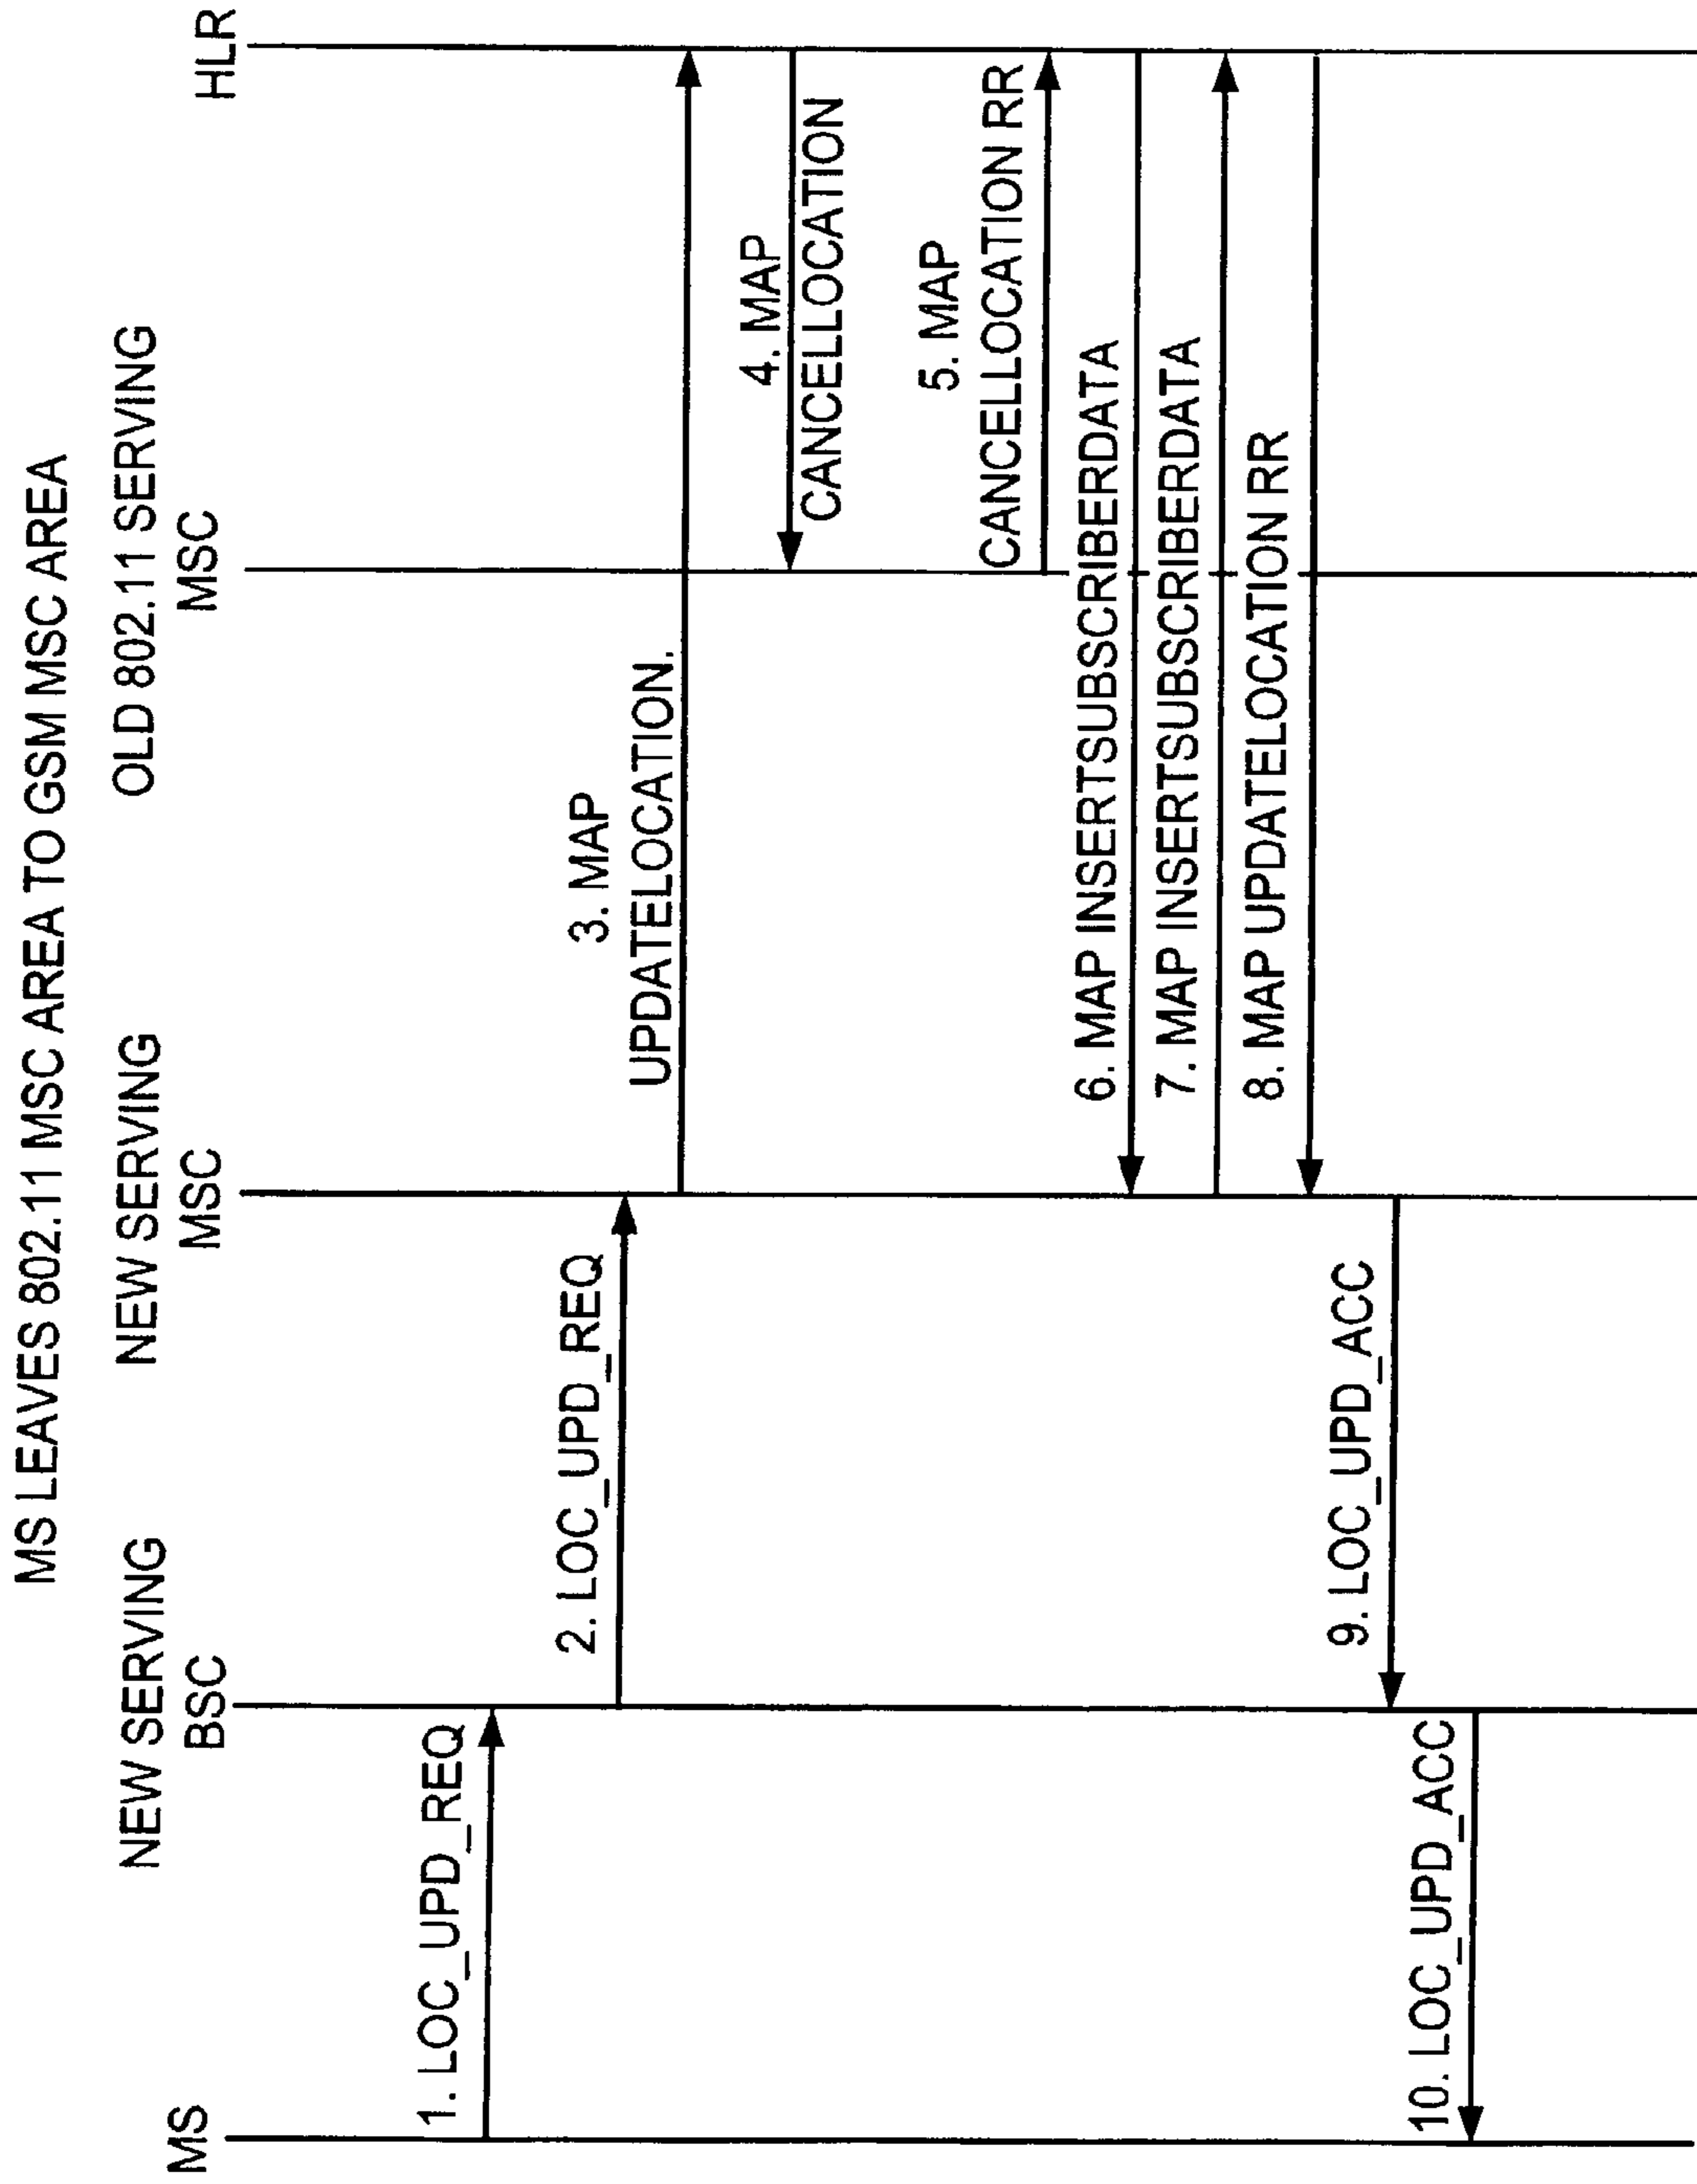 MS LEAVES 802.11 MSC AREA TO GSM MSC AREA
MS
NEW SERVING
BSC
NEW SERVING
MSC
OLD 802.11 SERVING
MSC
HLR
1. LOC_UPD_REQ
2. LOC_UPD_REQ
3. MAP
UPDATELOCATION.
4. MAP
CANCELLOCATION
5. MAP
CANCELLOCATION RR
6. MAP INSERTSUBSCRIBERDATA
7. MAP INSERTSUBSCRIBERDATA
8. MAP UPDATELOCATION RR
9. LOC_UPD_ACC
10. LOC_UPD_ACC